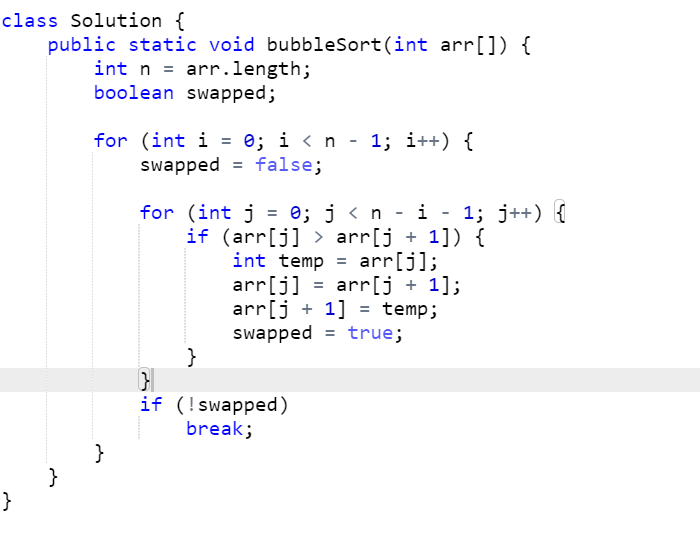 class Solution {
    public static void bubbleSort(int arr[]) {
        int n = arr.length;
        boolean swapped;

        for (int i = 0; i < n - 1; i++) {
            swapped = false;

            for (int j = 0; j < n - i - 1; j++) {
                if (arr[j] > arr[j + 1]) {
                    int temp = arr[j];
                    arr[j] = arr[j + 1];
                    arr[j + 1] = temp;
                    swapped = true;
                }
            }
            if (!swapped)
                break;
        }
    }
}